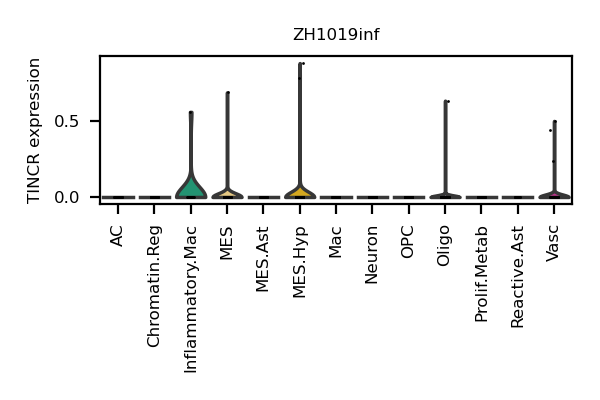 ZH1019inf
TINCR expression
0.5
0.0
AC
Chromatin.Reg
Inflammatory.Mac
MES
MES.Ast
MES.Hyp
Mac
Neuron
OPC
Oligo
Prolif.Metab
Reactive.Ast
Vasc